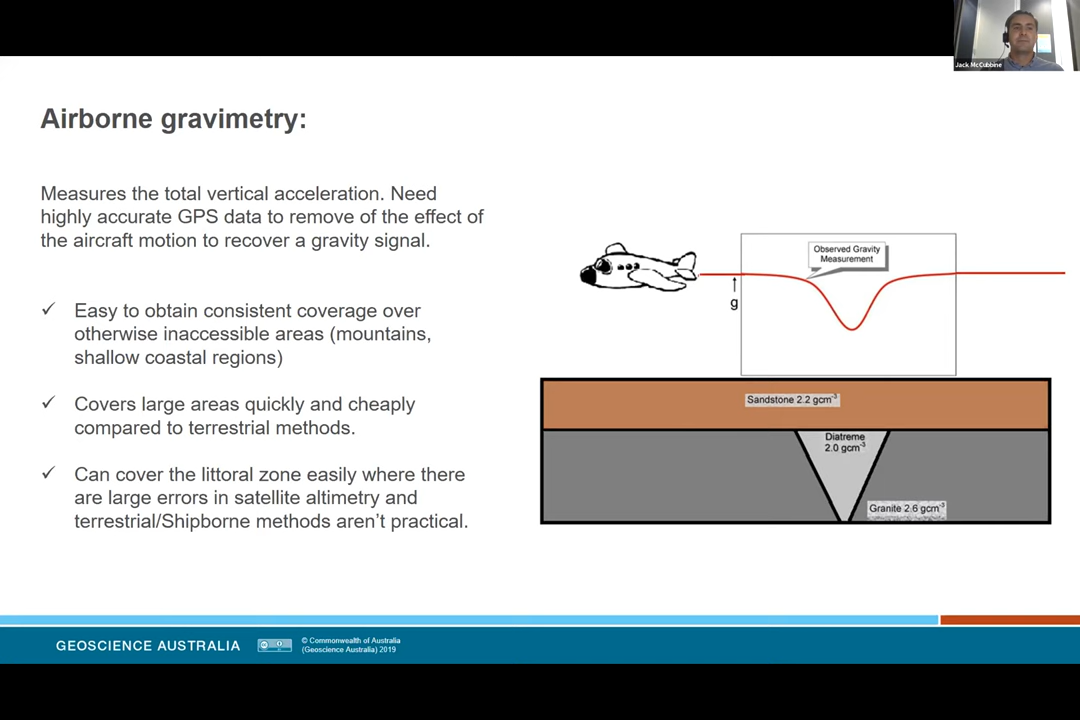 Jack McCubbine
Airborne gravimetry:
Measures the total vertical acceleration. Need
highly accurate GPS data to remove of the effect of
the aircraft motion to recover a gravity signal.
✓ Easy to obtain consistent coverage over
otherwise inaccessible areas (mountains,
shallow coastal regions)
✓ Covers large areas quickly and cheaply
compared to terrestrial methods.
✓ Can cover the littoral zone easily where there
are large errors in satellite altimetry and
terrestrial/Shipborne methods aren't practical.
Observed Gravity
Measurement
g
Sandstone 2.2 gcm⁻³
Diatreme
2.0 gcm⁻³
Granite 2.6 gcm⁻³
GEOSCIENCE AUSTRALIA
© Commonwealth of Australia
(Geoscience Australia) 2019